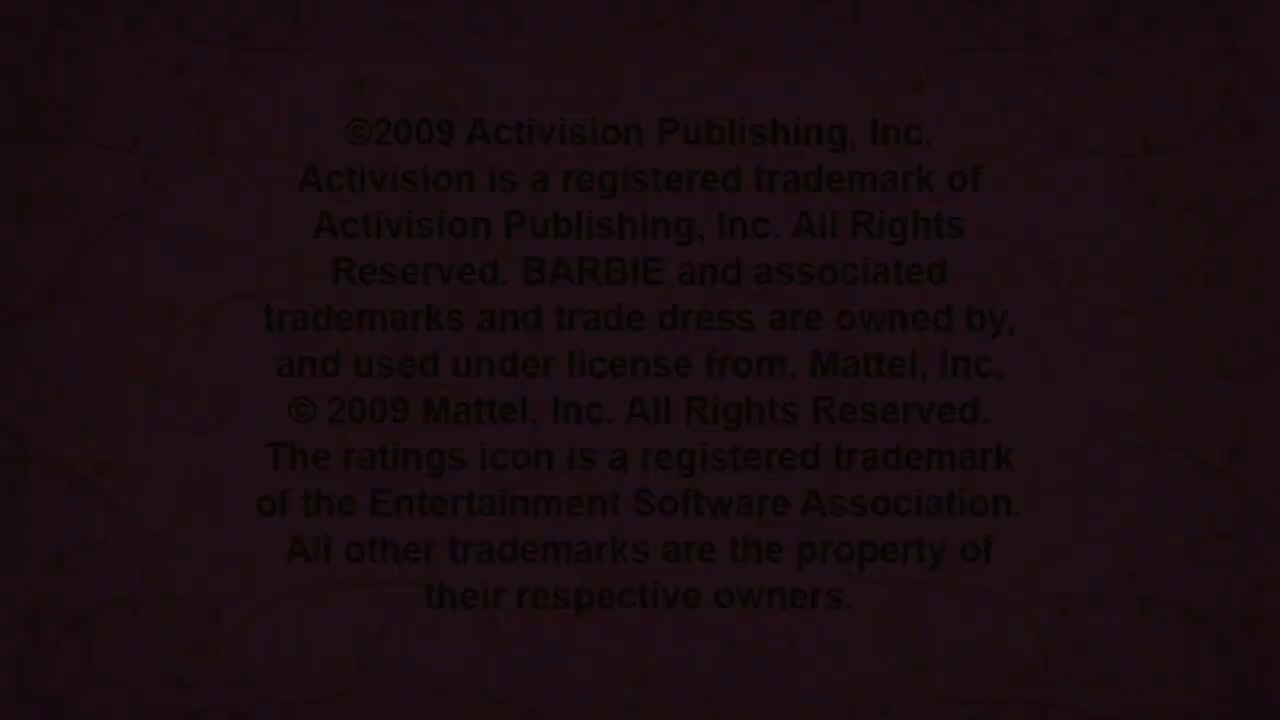 ©2009 Activision Publishing, Inc.
Activision is a registered trademark of
Activision Publishing, Inc. All Rights
Reserved. BARBIE and associated
trademarks and trade dress are owned by,
and used under license from, Mattel, Inc.
© 2009 Mattel, Inc. All Rights Reserved.
The ratings icon is a registered trademark
of the Entertainment Software Association.
All other trademarks are the property of
their respective owners.